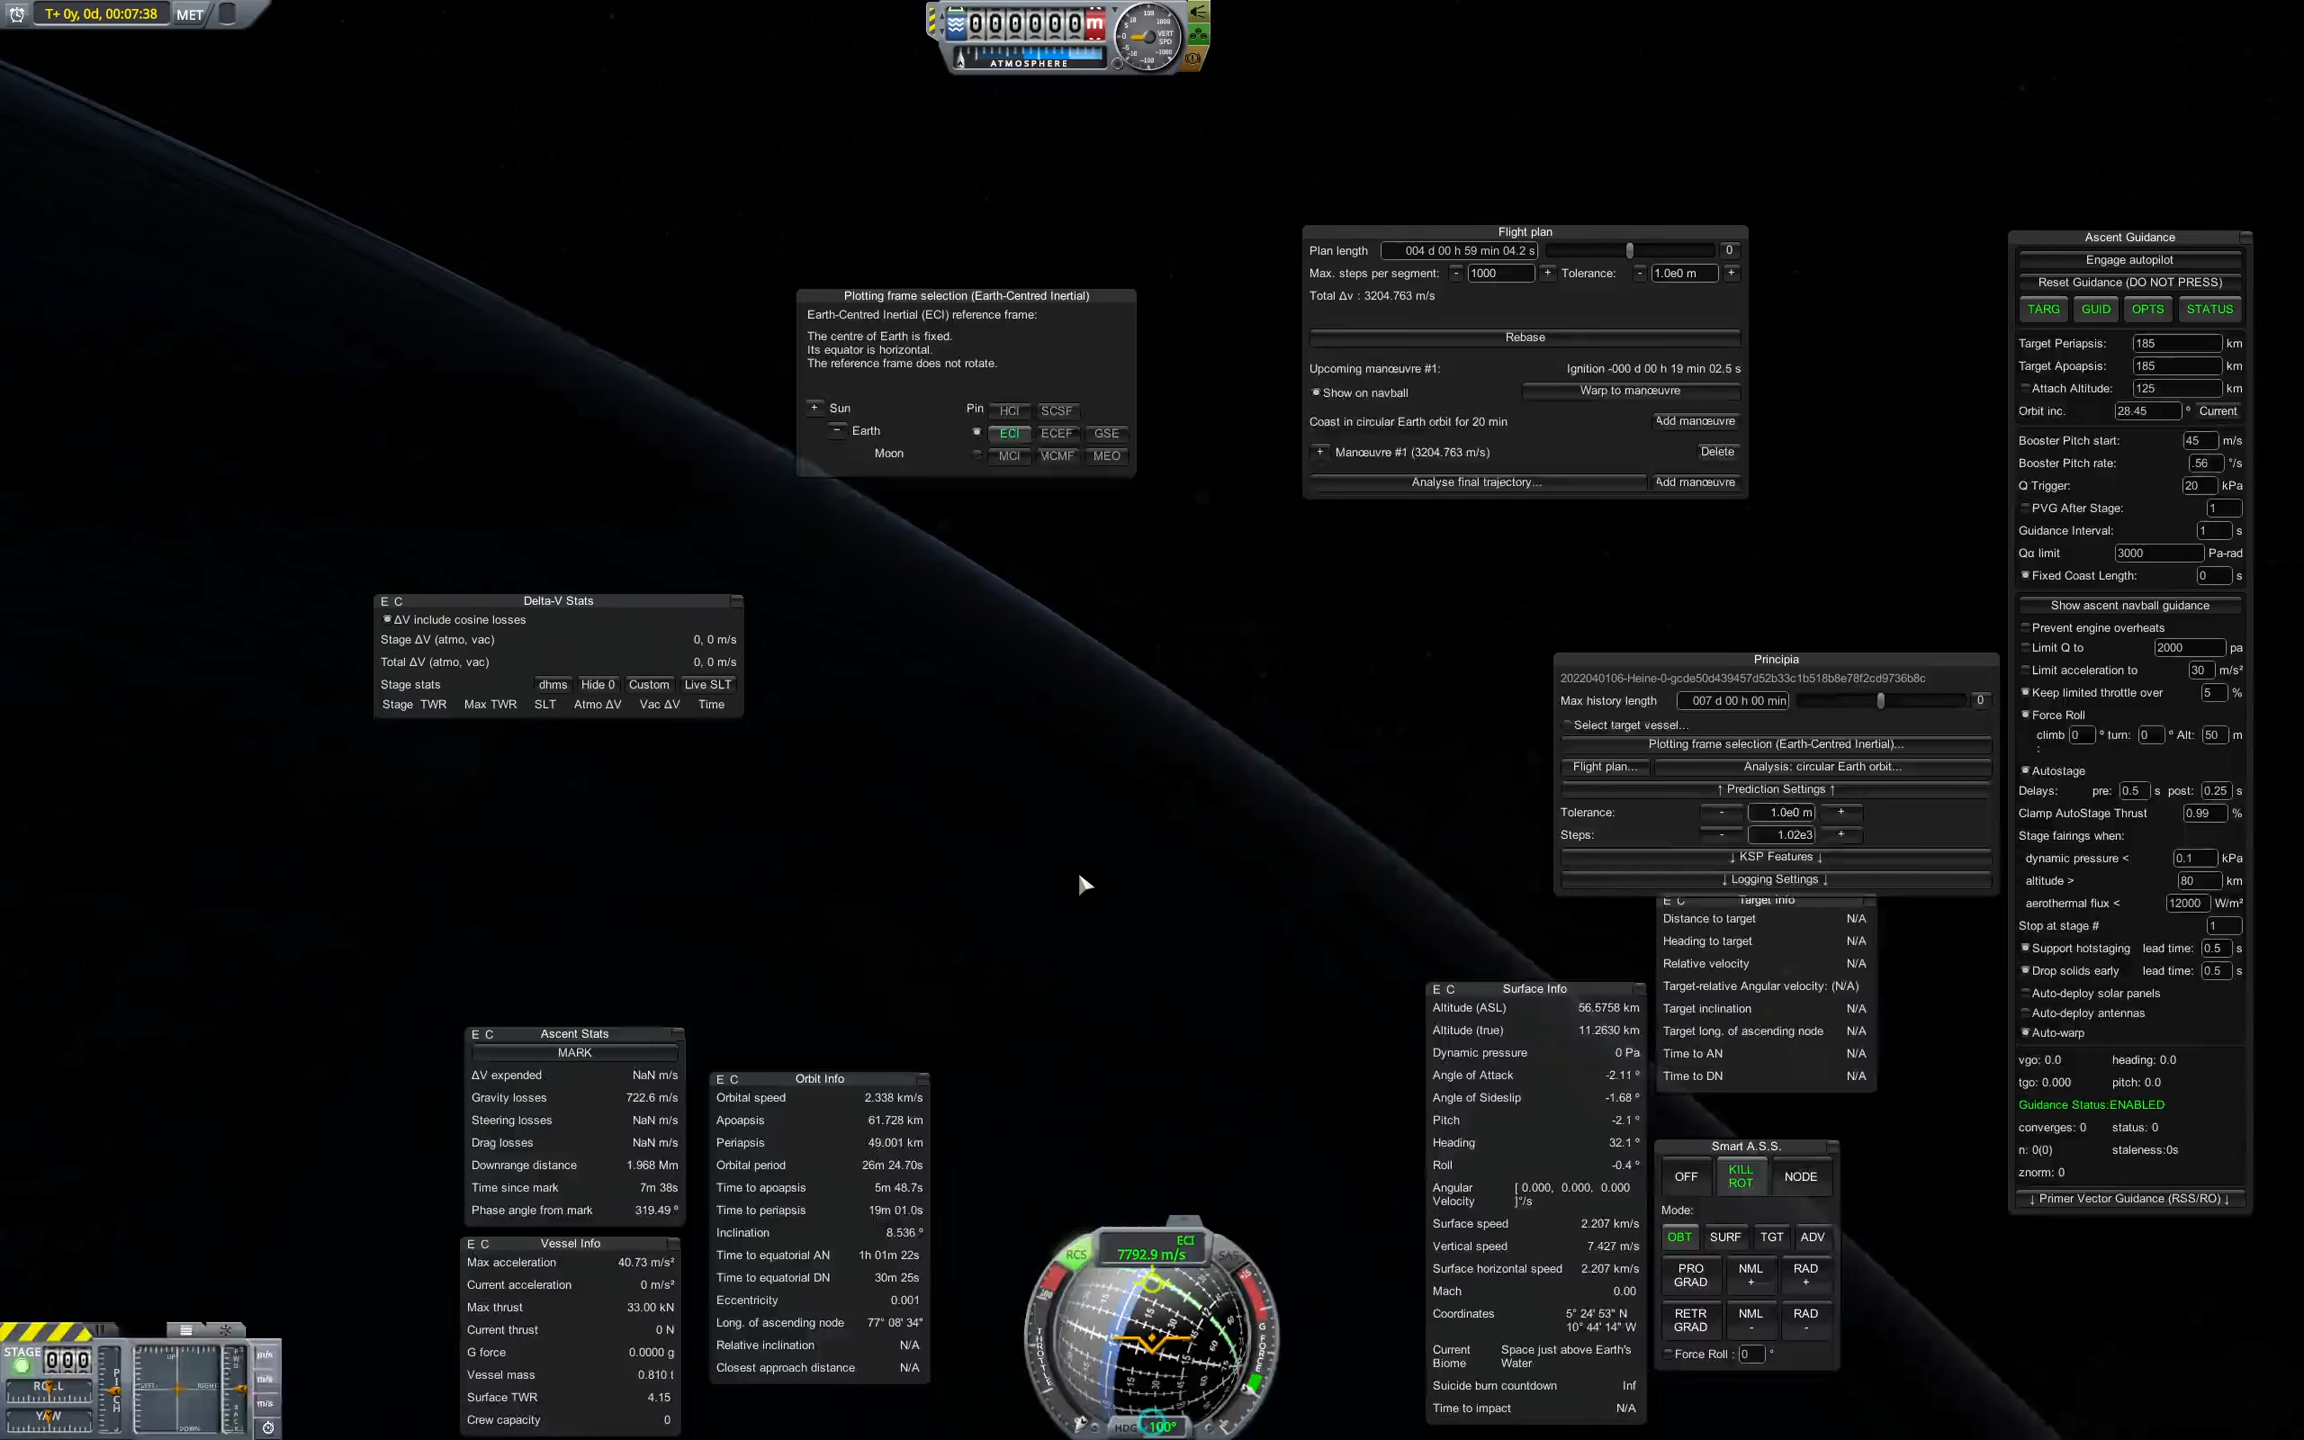 T+ 0y, 0d, 00:07:38
MET
000000m
ATMOSPHERE
VERT SPD
Flight plan
Plan length 004 d 00 h 59 min 04.2 s 0
Max. steps per segment: - 1000 + Tolerance: - 1.0e0 m +
Total Δv : 3204.763 m/s
Rebase
Upcoming manœuvre #1: Ignition -000 d 00 h 19 min 02.5 s
Show on navball Warp to manœuvre
Coast in circular Earth orbit for 20 min Add manœuvre
+ Manœuvre #1 (3204.763 m/s) Delete
Analyse final trajectory... Add manœuvre
Plotting frame selection (Earth-Centred Inertial)
Earth-Centred Inertial (ECI) reference frame:
The centre of Earth is fixed.
Its equator is horizontal.
The reference frame does not rotate.
+ Sun Pin HCI SCSF
- Earth ECI ECEF GSE
Moon MCI MCMF MEO
Ascent Guidance
Engage autopilot
Reset Guidance (DO NOT PRESS)
TARG GUID OPTS STATUS
Target Periapsis: 185 km
Target Apoapsis: 185 km
Attach Altitude: 125 km
Orbit inc. 28.45 º Current
Booster Pitch start: 45 m/s
Booster Pitch rate: .56 °/s
Q Trigger: 20 kPa
PVG After Stage: 1
Guidance Interval: 1 s
Qα limit 3000 Pa-rad
Fixed Coast Length: 0 s
Show ascent navball guidance
Prevent engine overheats
Limit Q to 2000 pa
Limit acceleration to 30 m/s²
Keep limited throttle over 5 %
Force Roll
climb 0 º turn: 0 º Alt: 50 m
:
Autostage
Delays: pre: 0.5 s post: 0.25 s
Clamp AutoStage Thrust 0.99 %
Stage fairings when:
dynamic pressure < 0.1 kPa
altitude > 80 km
aerothermal flux < 12000 W/m²
Stop at stage # 1
Support hotstaging lead time: 0.5 s
Drop solids early lead time: 0.5 s
Auto-deploy solar panels
Auto-deploy antennas
Auto-warp
vgo: 0.0 heading: 0.0
tgo: 0.000 pitch: 0.0
Guidance Status:ENABLED
converges: 0 status: 0
n: 0(0) staleness:0s
znorm: 0
↓ Primer Vector Guidance (RSS/RO) ↓
E C Delta-V Stats
ΔV include cosine losses
Stage ΔV (atmo, vac) 0, 0 m/s
Total ΔV (atmo, vac) 0, 0 m/s
Stage stats dhms Hide 0 Custom Live SLT
Stage TWR Max TWR SLT Atmo ΔV Vac ΔV Time
Principia
2022040106-Heine-0-gcde50d439457d52b33c1b518b8e78f2cd9736b8c
Max history length 007 d 00 h 00 min 0
Select target vessel...
Plotting frame selection (Earth-Centred Inertial)...
Flight plan... Analysis: circular Earth orbit...
↑ Prediction Settings ↑
Tolerance: - 1.0e0 m +
Steps: - 1.02e3 +
↓ KSP Features ↓
↓ Logging Settings ↓
E C Target Info
Distance to target N/A
Heading to target N/A
Relative velocity N/A
Target-relative Angular velocity: (N/A)
Target inclination N/A
Target long. of ascending node N/A
Time to AN N/A
Time to DN N/A
E C Surface Info
Altitude (ASL) 56.5758 km
Altitude (true) 11.2630 km
Dynamic pressure 0 Pa
Angle of Attack -2.11 º
Angle of Sideslip -1.68 º
Pitch -2.1 º
Heading 32.1 º
Roll -0.4 º
Angular Velocity [ 0.000, 0.000, 0.000 ]º/s
Surface speed 2.207 km/s
Vertical speed 7.427 m/s
Surface horizontal speed 2.207 km/s
Mach 0.00
Coordinates 5° 24' 53" N
10° 44' 14" W
Current Biome Space just above Earth's Water
Suicide burn countdown Inf
Time to impact N/A
Smart A.S.S.
OFF KILL ROT NODE
Mode:
OBT SURF TGT ADV
PRO GRAD NML + RAD +
RETR GRAD NML - RAD -
Force Roll : 0 °
E C Ascent Stats
MARK
ΔV expended NaN m/s
Gravity losses 722.6 m/s
Steering losses NaN m/s
Drag losses NaN m/s
Downrange distance 1.968 Mm
Time since mark 7m 38s
Phase angle from mark 319.49 º
E C Vessel Info
Max acceleration 40.73 m/s²
Current acceleration 0 m/s²
Max thrust 33.00 kN
Current thrust 0 N
G force 0.0000 g
Vessel mass 0.810 t
Surface TWR 4.15
Crew capacity 0
E C Orbit Info
Orbital speed 2.338 km/s
Apoapsis 61.728 km
Periapsis 49.001 km
Orbital period 26m 24.70s
Time to apoapsis 5m 48.7s
Time to periapsis 19m 01.0s
Inclination 8.536 º
Time to equatorial AN 1h 01m 22s
Time to equatorial DN 30m 25s
Eccentricity 0.001
Long. of ascending node 77° 08' 34"
Relative inclination N/A
Closest approach distance N/A
RCS ECI SAS
7792.9 m/s
THROTTLE
G FORCE
HDG 100°
STAGE 000
ROLL
YAW
PITCH
UP
LEFT RIGHT
DOWN
m/s
m/s
m/s